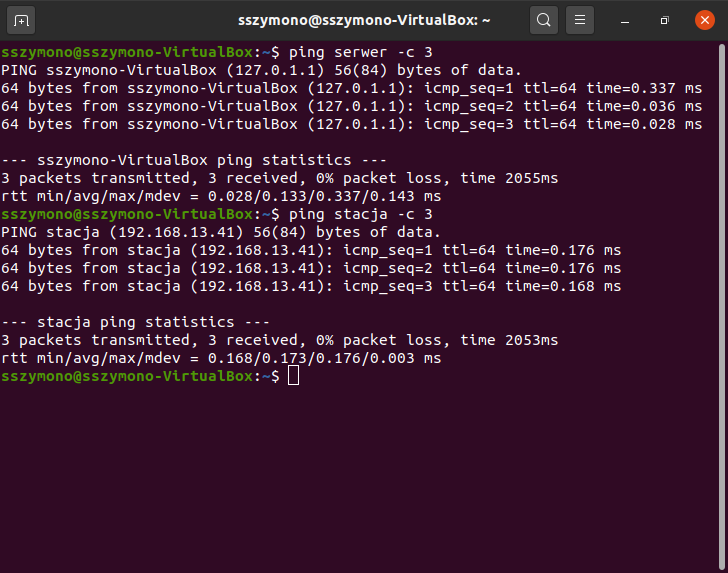 sszymono@sszymono-VirtualBox: ~
sszymono@sszymono-VirtualBox:~$ ping serwer -c 3
PING sszymono-VirtualBox (127.0.1.1) 56(84) bytes of data.
64 bytes from sszymono-VirtualBox (127.0.1.1): icmp_seq=1 ttl=64 time=0.337 ms
64 bytes from sszymono-VirtualBox (127.0.1.1): icmp_seq=2 ttl=64 time=0.036 ms
64 bytes from sszymono-VirtualBox (127.0.1.1): icmp_seq=3 ttl=64 time=0.028 ms
--- sszymono-VirtualBox ping statistics ---
3 packets transmitted, 3 received, 0% packet loss, time 2055ms
rtt min/avg/max/mdev = 0.028/0.133/0.337/0.143 ms
sszymono@sszymono-VirtualBox:~$ ping stacja -c 3
PING stacja (192.168.13.41) 56(84) bytes of data.
64 bytes from stacja (192.168.13.41): icmp_seq=1 ttl=64 time=0.176 ms
64 bytes from stacja (192.168.13.41): icmp_seq=2 ttl=64 time=0.176 ms
64 bytes from stacja (192.168.13.41): icmp_seq=3 ttl=64 time=0.168 ms
--- stacja ping statistics ---
3 packets transmitted, 3 received, 0% packet loss, time 2053ms
rtt min/avg/max/mdev = 0.168/0.173/0.176/0.003 ms
sszymono@sszymono-VirtualBox:~$